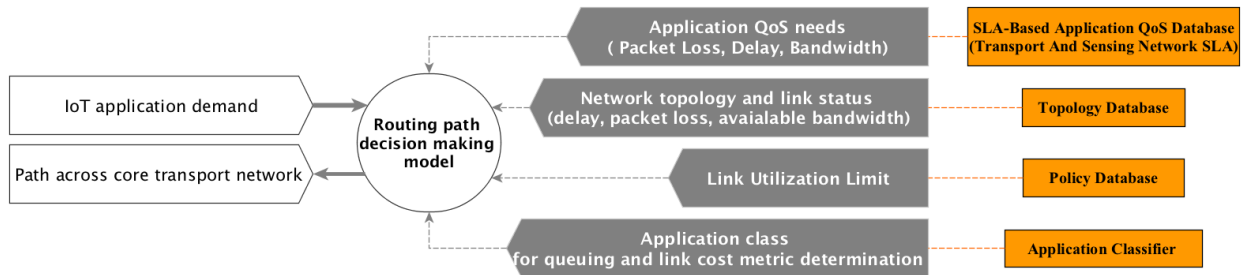 Application QoS needs
( Packet Loss, Delay, Bandwidth)
SLA-Based Application QoS Database
(Transport And Sensing Network SLA)
IoT application demand
Network topology and link status
(delay, packet loss, avaialable bandwidth)
Topology Database
Routing path
decision making
model
Path across core transport network
Link Utilization Limit
Policy Database
Application class
for queuing and link cost metric determination
Application Classifier